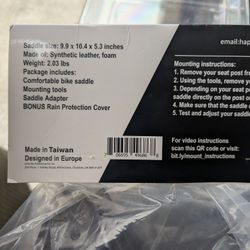 Saddle size: 9.9 x 10.4 x 5.3 inches
Made of: Synthetic leather, foam
Weight: 2.03 lbs
Package includes:
Comfortable bike saddle
Mounting tools
Saddle Adapter
BONUS Rain Protection Cover
Made in Taiwan
Designed in Europe
email:hap
Mounting instructions:
1. Remove your seat post fr
2. Using the tools, remove
3. Depending on your seat po
saddle directly on the post or
4. Make sure that the saddle i
5. Test and adjust your saddle
For video instructions
scan this QR code or visit:
bit.ly/mount_instructions